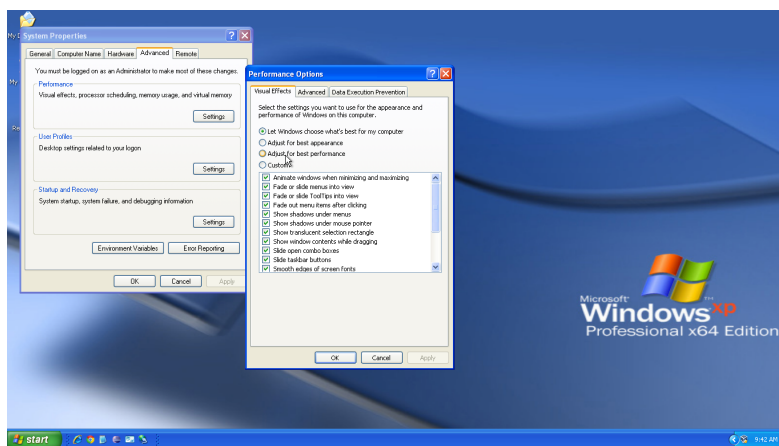 My D
System Properties
General
Computer Name
Hardware
Advanced
Remote
You must be logged on as an Administrator to make most of these changes.
Performance
Visual effects, processor scheduling, memory usage, and virtual memory
Settings
User Profiles
Desktop settings related to your logon
Settings
Startup and Recovery
System startup, system failure, and debugging information
Settings
Environment Variables
Error Reporting
OK
Cancel
Apply
My
Re
Performance Options
Visual Effects
Advanced
Data Execution Prevention
Select the settings you want to use for the appearance and
performance of Windows on this computer.
Let Windows choose what's best for my computer
Adjust for best appearance
Adjust for best performance
Custom:
Animate windows when minimizing and maximizing
Fade or slide menus into view
Fade or slide ToolTips into view
Fade out menu items after clicking
Show shadows under menus
Show shadows under mouse pointer
Show translucent selection rectangle
Show window contents while dragging
Slide open combo boxes
Slide taskbar buttons
Smooth edges of screen fonts
OK
Cancel
Apply
Microsoft
Windows xp
Professional x64 Edition
start
9:42 AM